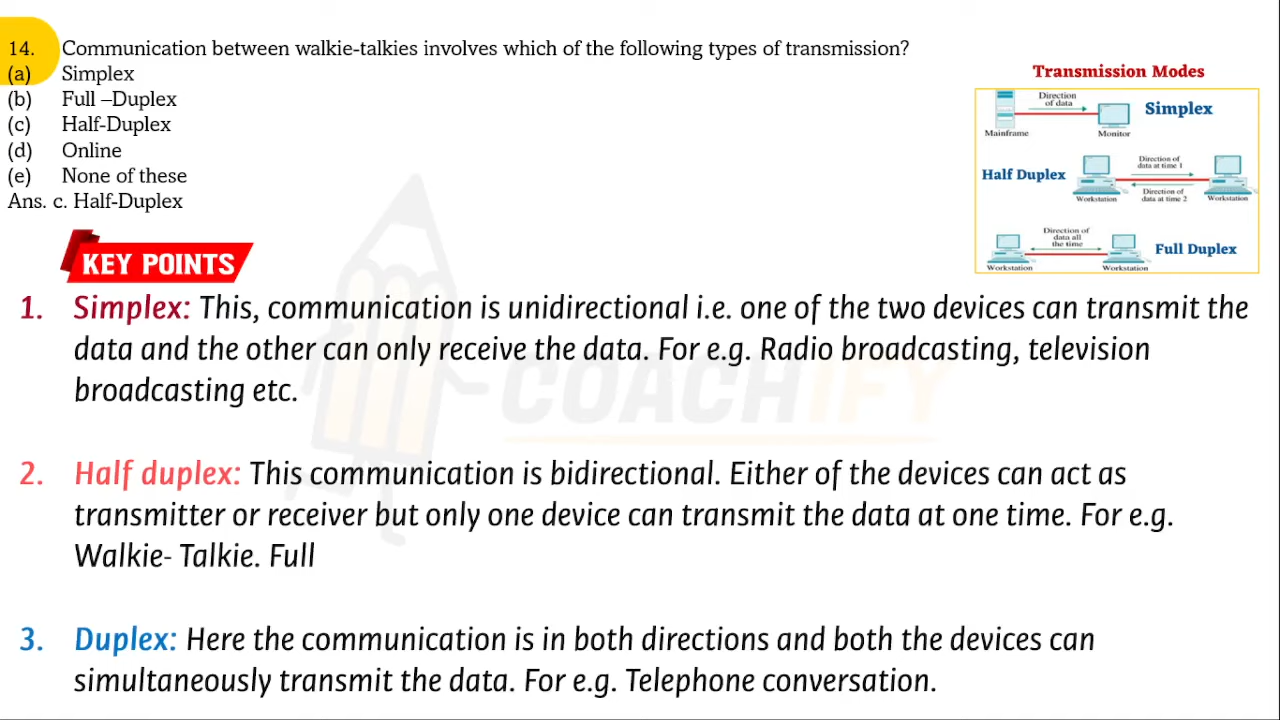 14. Communication between walkie-talkies involves which of the following types of transmission?
(a) Simplex
(b) Full –Duplex
(c) Half-Duplex
(d) Online
(e) None of these
Ans. c. Half-Duplex
Transmission Modes
Direction
of data
Simplex
Mainframe
Monitor
Half Duplex
Direction of
data at time 1
Direction of
data at time 2
Workstation
Workstation
Direction of
data all
the time
Full Duplex
Workstation
Workstation
KEY POINTS
1. Simplex: This, communication is unidirectional i.e. one of the two devices can transmit the
data and the other can only receive the data. For e.g. Radio broadcasting, television
broadcasting etc.
COACHIFY
2. Half duplex: This communication is bidirectional. Either of the devices can act as
transmitter or receiver but only one device can transmit the data at one time. For e.g.
Walkie- Talkie. Full
3. Duplex: Here the communication is in both directions and both the devices can
simultaneously transmit the data. For e.g. Telephone conversation.